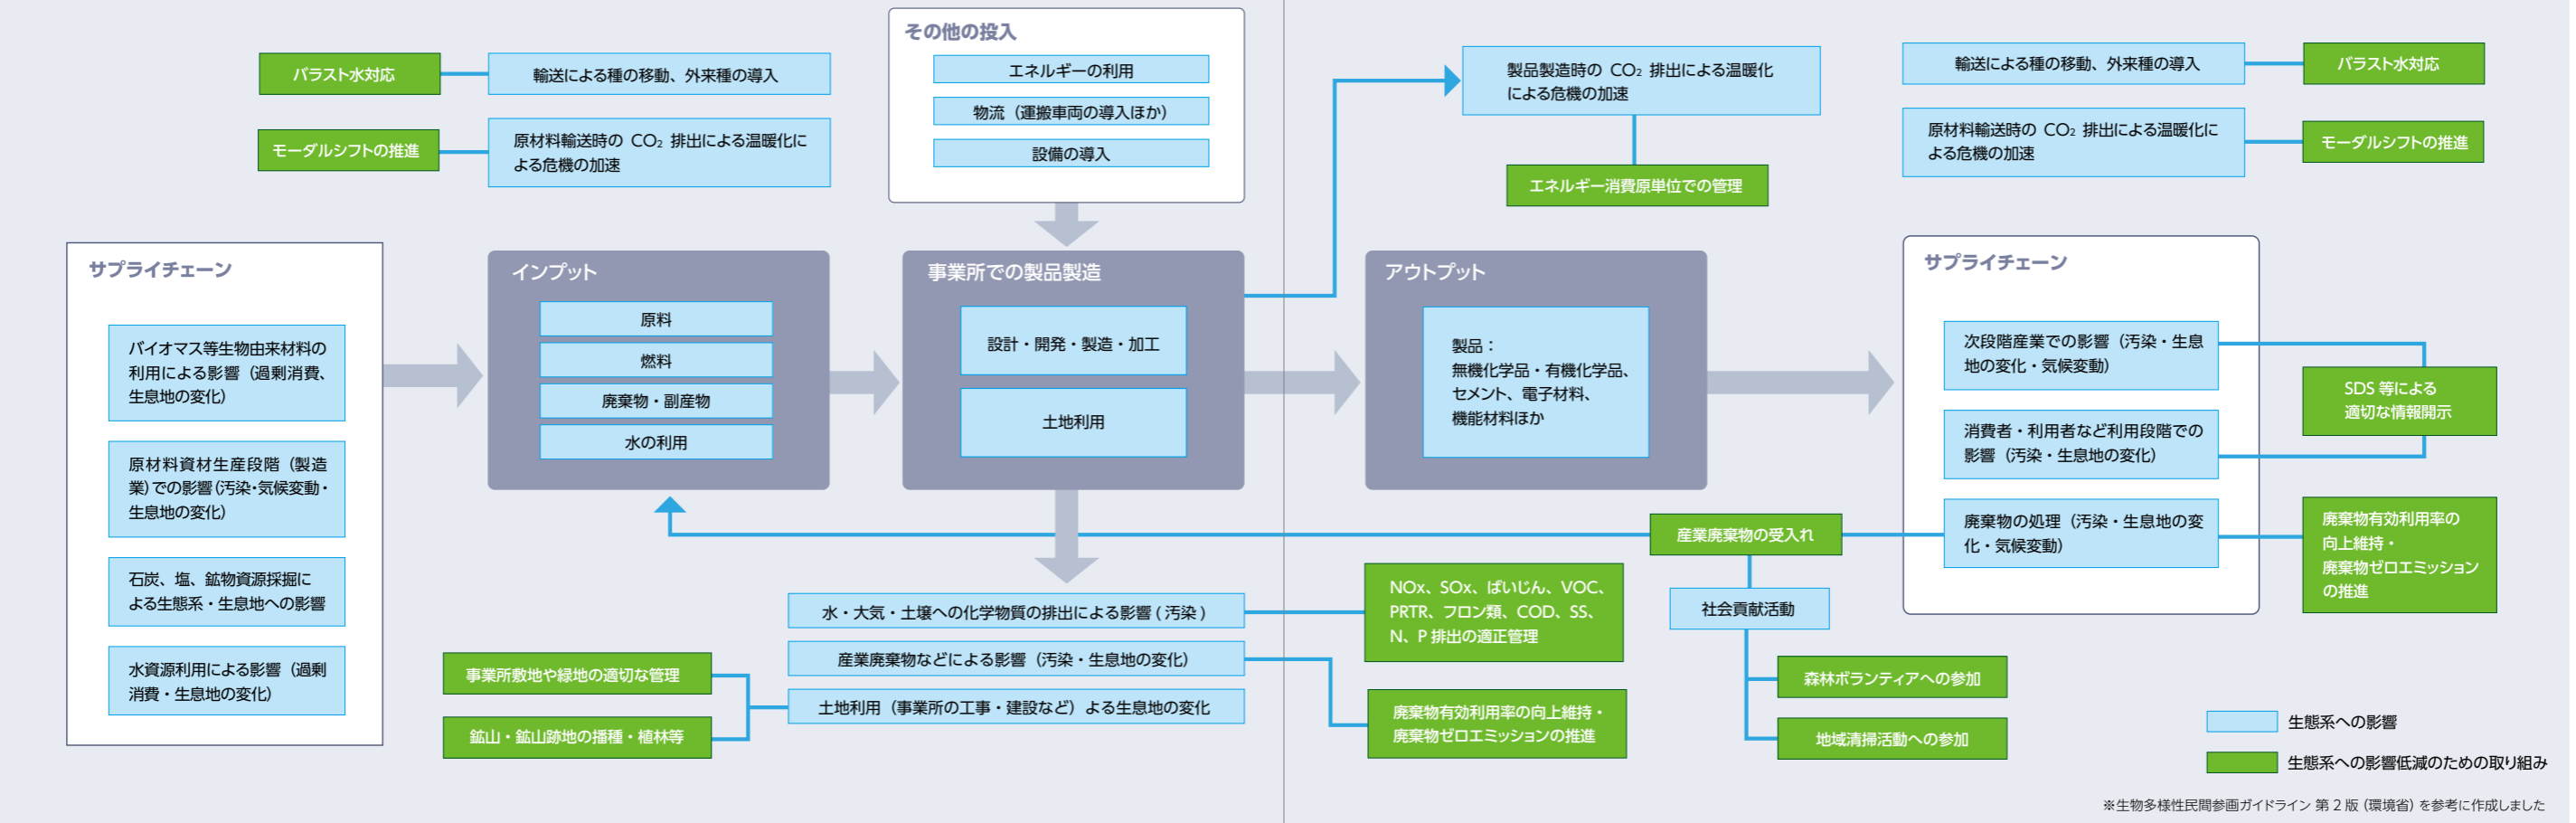 バラスト水対応
輸送による種の移動、外来種の導入
モーダルシフトの推進
原材料輸送時の CO₂ 排出による温暖化に
よる危機の加速
その他の投入
エネルギーの利用
物流（運搬車両の導入ほか）
設備の導入
製品製造時の CO₂ 排出による温暖化
による危機の加速
エネルギー消費原単位での管理
輸送による種の移動、外来種の導入
バラスト水対応
原材料輸送時の CO₂ 排出による温暖化に
よる危機の加速
モーダルシフトの推進
サプライチェーン
バイオマス等生物由来材料の
利用による影響（過剰消費、
生息地の変化）
原材料資材生産段階（製造
業）での影響（汚染・気候変動・
生息地の変化）
石炭、塩、鉱物資源採掘に
よる生態系・生息地への影響
水資源利用による影響（過剰
消費・生息地の変化）
インプット
原料
燃料
廃棄物・副産物
水の利用
事業所での製品製造
設計・開発・製造・加工
土地利用
アウトプット
製品：
無機化学品・有機化学品、
セメント、電子材料、
機能材料ほか
サプライチェーン
次段階産業での影響（汚染・生息
地の変化・気候変動）
消費者・利用者など利用段階での
影響（汚染・生息地の変化）
廃棄物の処理（汚染・生息地の変
化・気候変動）
SDS 等による
適切な情報開示
廃棄物有効利用率の
向上維持・
廃棄物ゼロエミッション
の推進
産業廃棄物の受入れ
社会貢献活動
森林ボランティアへの参加
地域清掃活動への参加
水・大気・土壌への化学物質の排出による影響 ( 汚染 )
産業廃棄物などによる影響（汚染・生息地の変化）
土地利用（事業所の工事・建設など）よる生息地の変化
事業所敷地や緑地の適切な管理
鉱山・鉱山跡地の播種・植林等
NOx、SOx、ばいじん、VOC、
PRTR、フロン類、COD、SS、
N、P 排出の適正管理
廃棄物有効利用率の向上維持・
廃棄物ゼロエミッションの推進
生態系への影響
生態系への影響低減のための取り組み
※生物多様性民間参画ガイドライン 第 2 版 (環境省) を参考に作成しました